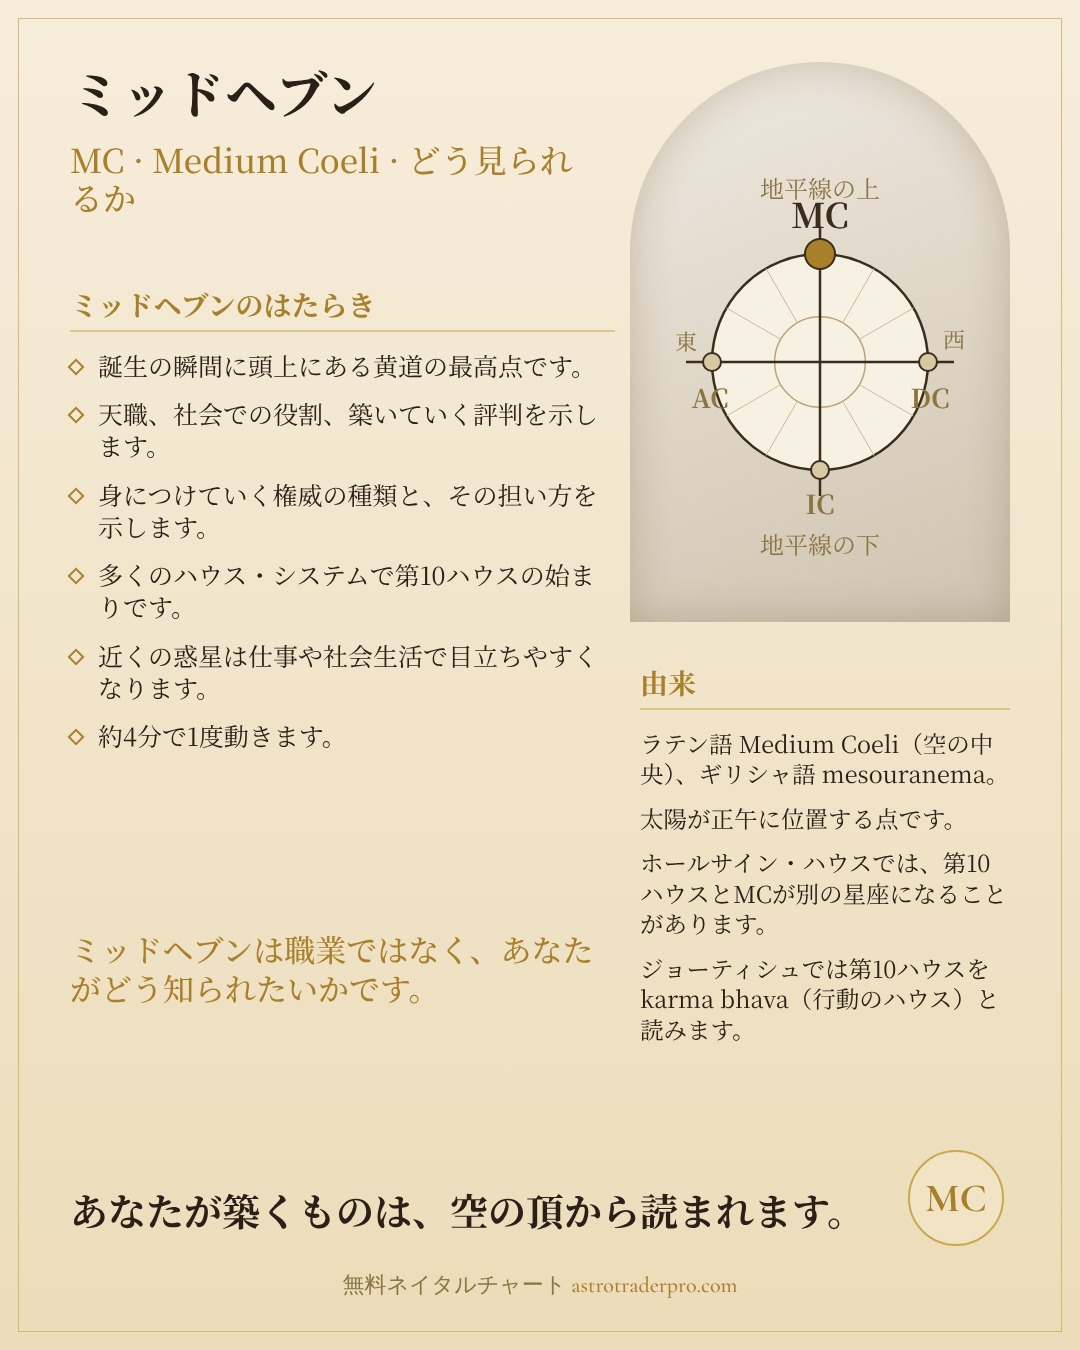 ミッドヘブン
MC · Medium Coeli · どう見られ
るか
ミッドヘブンのはたらき
誕生の瞬間に頭上にある黄道の最高点です。
天職、社会での役割、築いていく評判を示し
ます。
身につけていく権威の種類と、その担い方を
示します。
多くのハウス・システムで第10ハウスの始ま
りです。
近くの惑星は仕事や社会生活で目立ちやすく
なります。
約4分で1度動きます。
ミッドヘブンは職業ではなく、あなた
がどう知られたいかです。
地平線の上
MC
東
西
AC
DC
IC
地平線の下
由来
ラテン語 Medium Coeli（空の中
央）、ギリシャ語 mesouranema。
太陽が正午に位置する点です。
ホールサイン・ハウスでは、第10
ハウスとMCが別の星座になること
があります。
ジョーティシュでは第10ハウスを
karma bhava（行動のハウス）と
読みます。
あなたが築くものは、空の頂から読まれます。
MC
無料ネイタルチャート astrotraderpro.com